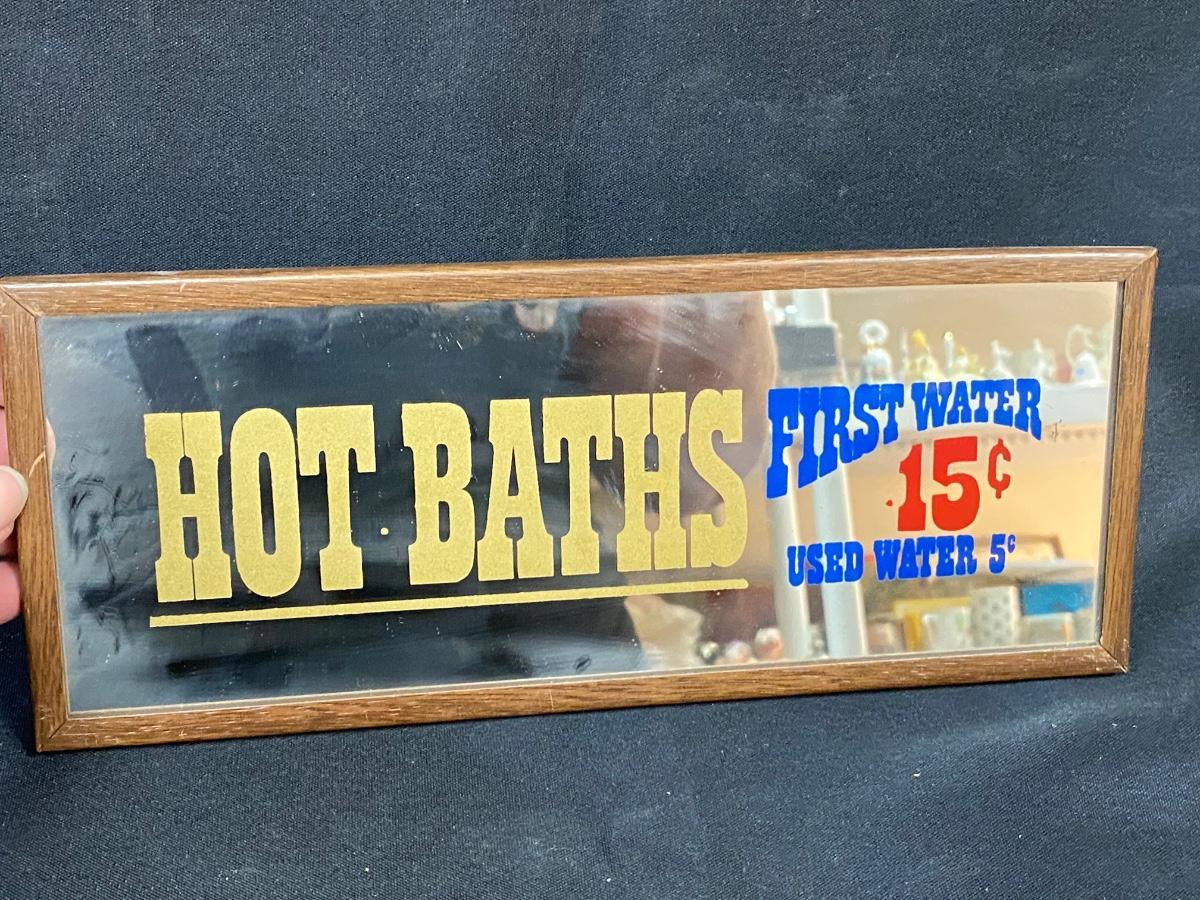 HOT BATHS
FIRST WATER
15¢
USED WATER 5¢